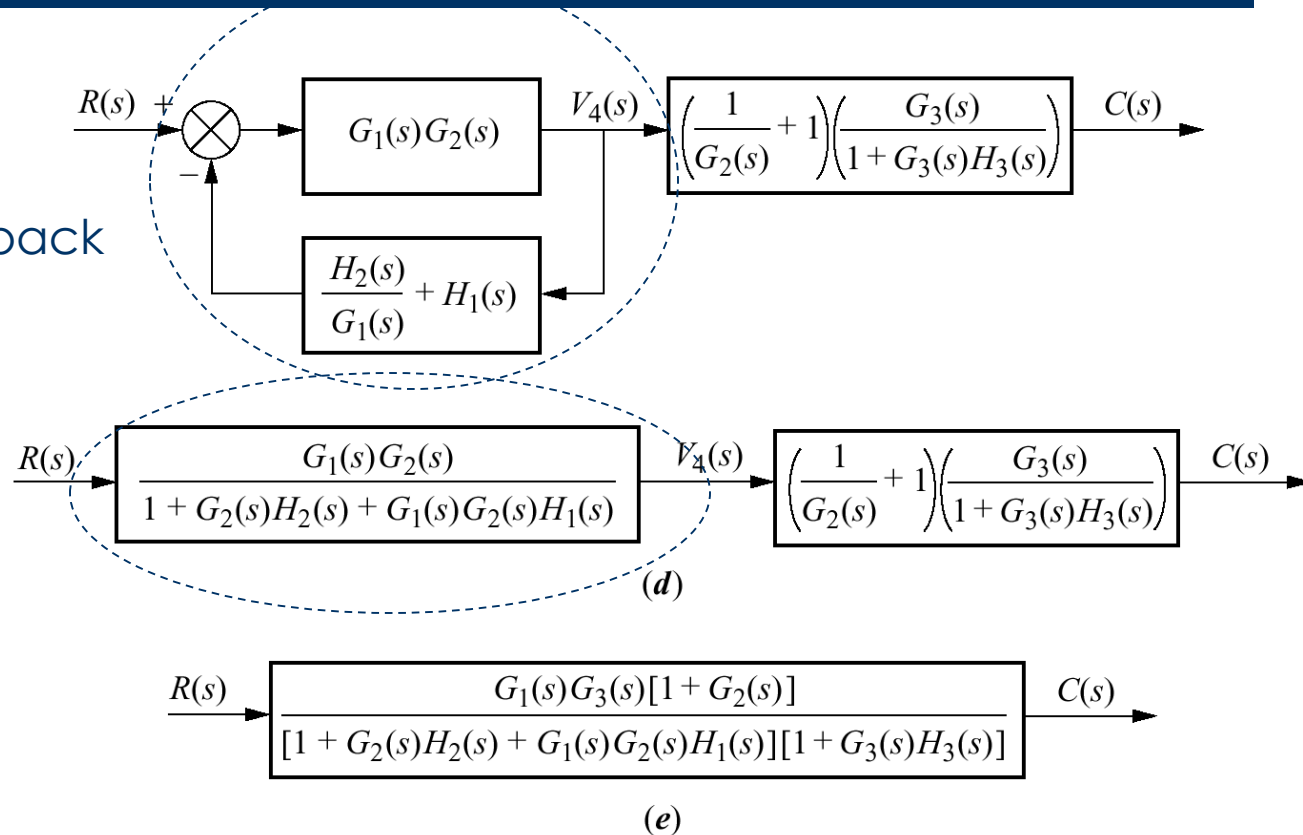 R(s) + G₁(s)G₂(s) V₄(s) (1/G₂(s) + 1)(G₃(s)/(1 + G₃(s)H₃(s))) C(s)
−
back
H₂(s)/G₁(s) + H₁(s)
R(s) G₁(s)G₂(s)/(1 + G₂(s)H₂(s) + G₁(s)G₂(s)H₁(s)) V₄(s) (1/G₂(s) + 1)(G₃(s)/(1 + G₃(s)H₃(s))) C(s)
(d)
R(s) G₁(s)G₃(s)[1 + G₂(s)]/([1 + G₂(s)H₂(s) + G₁(s)G₂(s)H₁(s)][1 + G₃(s)H₃(s)]) C(s)
(e)